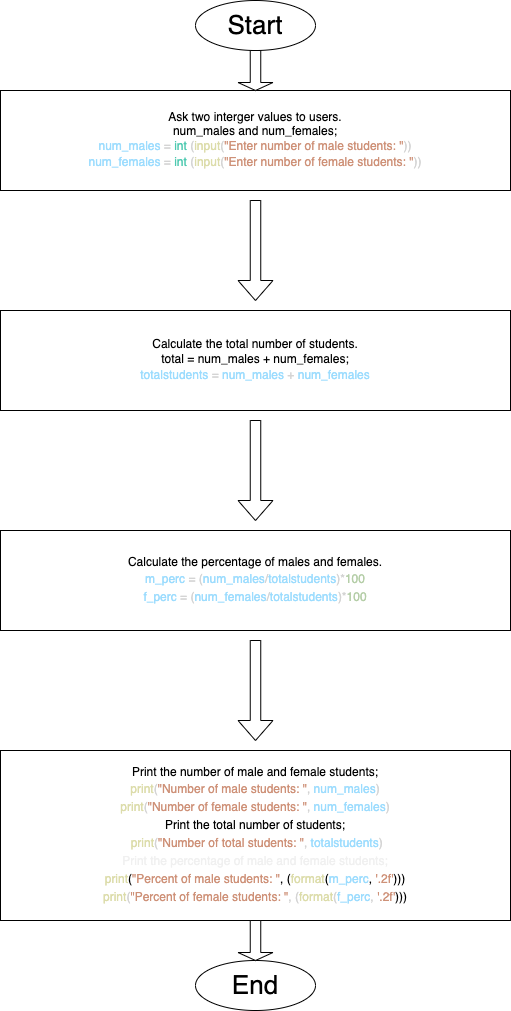 Start
Ask two interger values to users.
num_males and num_females;
num_males = int (input("Enter number of male students: "))
num_females = int (input("Enter number of female students: "))
Calculate the total number of students.
total = num_males + num_females;
totalstudents = num_males + num_females
Calculate the percentage of males and females.
m_perc = (num_males/totalstudents)*100
f_perc = (num_females/totalstudents)*100
Print the number of male and female students;
print("Number of male students: ", num_males)
print("Number of female students: ", num_females)
Print the total number of students;
print("Number of total students: ", totalstudents)
Print the percentage of male and female students;
print("Percent of male students: ", (format(m_perc, '.2f')))
print("Percent of female students: ", (format(f_perc, '.2f')))
End